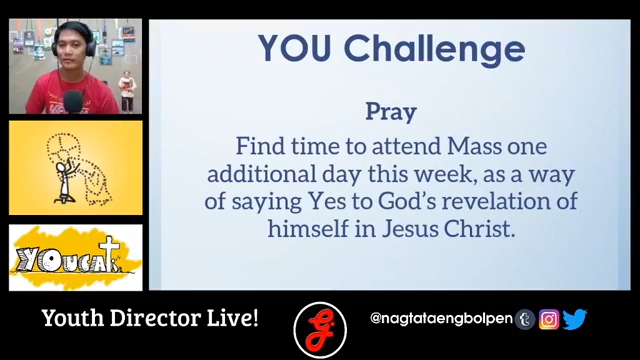 YOU Challenge
Pray
Find time to attend Mass one
additional day this week, as a way
of saying Yes to God's revelation of
himself in Jesus Christ.
YOUCAT
Youth Director Live!
G
@nagtataengbolpen